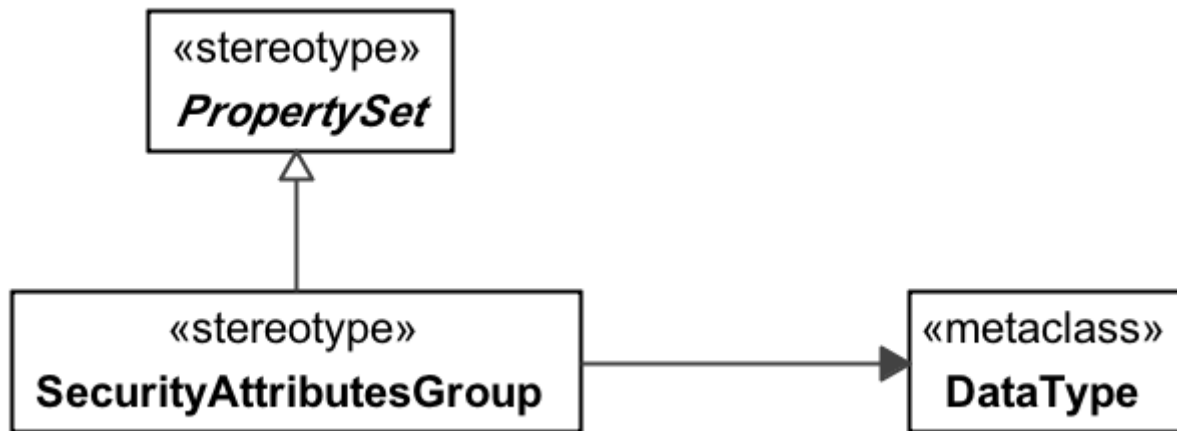 «stereotype»
PropertySet
«stereotype»
SecurityAttributesGroup
«metaclass»
DataType